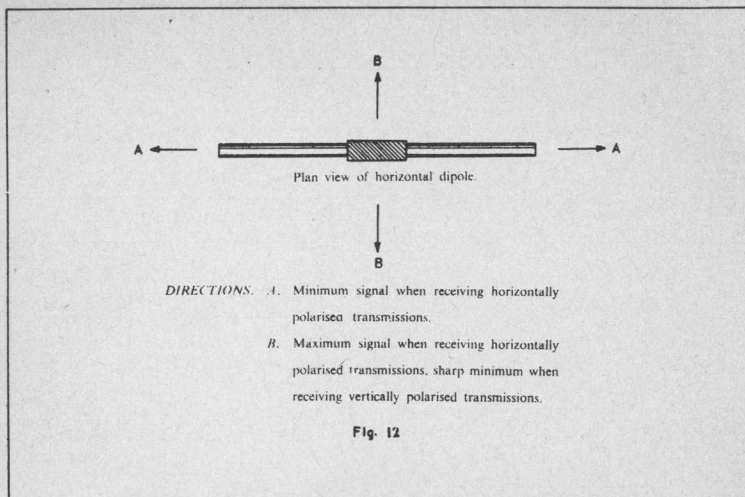 B
A A
Plan view of horizontal dipole.
B
DIRECTIONS. A. Minimum signal when receiving horizontally
polarised transmissions.
B. Maximum signal when receiving horizontally
polarised transmissions, sharp minimum when
receiving vertically polarised transmissions.
Fig. 12